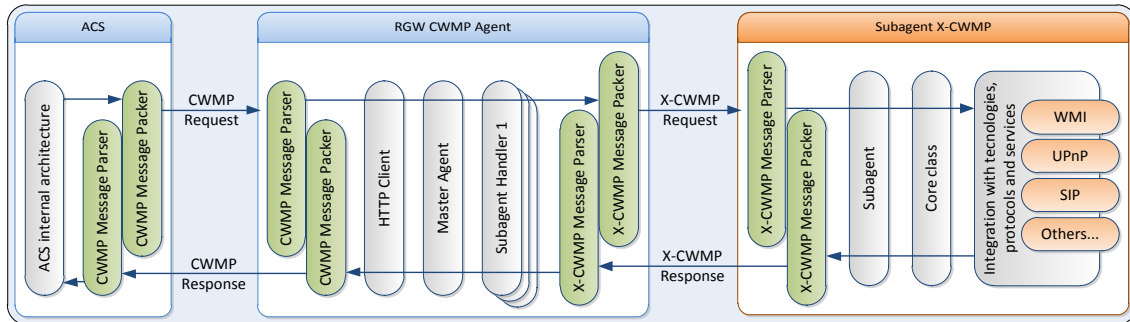 ACS
RGW CWMP Agent
Subagent X-CWMP
ACS internal architecture
CWMP Message Parser
CWMP Message Packer
CWMP
Request
CWMP
Response
CWMP Message Parser
CWMP Message Packer
HTTP Client
Master Agent
Subagent Handler 1
X-CWMP Message Parser
X-CWMP Message Packer
X-CWMP
Request
X-CWMP
Response
X-CWMP Message Parser
X-CWMP Message Packer
Subagent
Core class
Integration with tecnologies,
protocols and services
WMI
UPnP
SIP
Others...